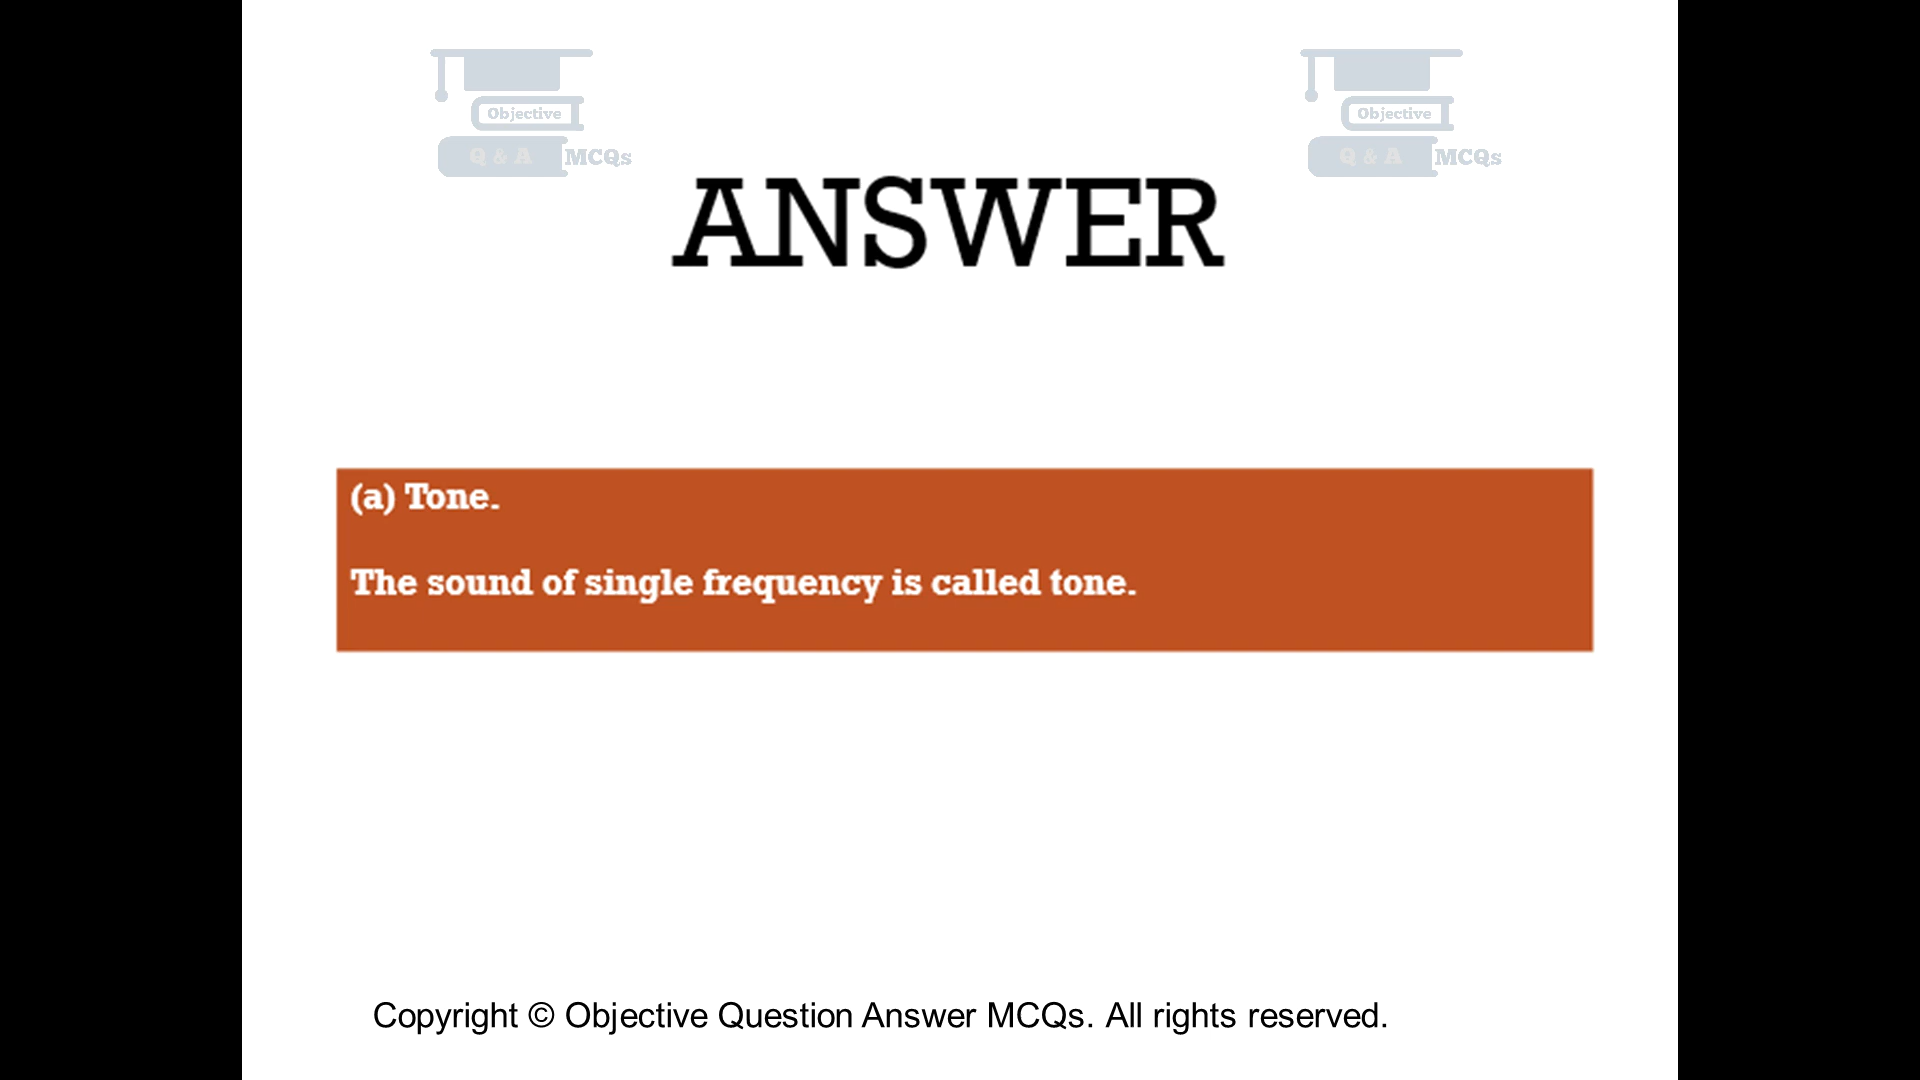 Objective
Q & A MCQs
Objective
Q & A MCQs
ANSWER
(a) Tone.
The sound of single frequency is called tone.
Copyright © Objective Question Answer MCQs. All rights reserved.